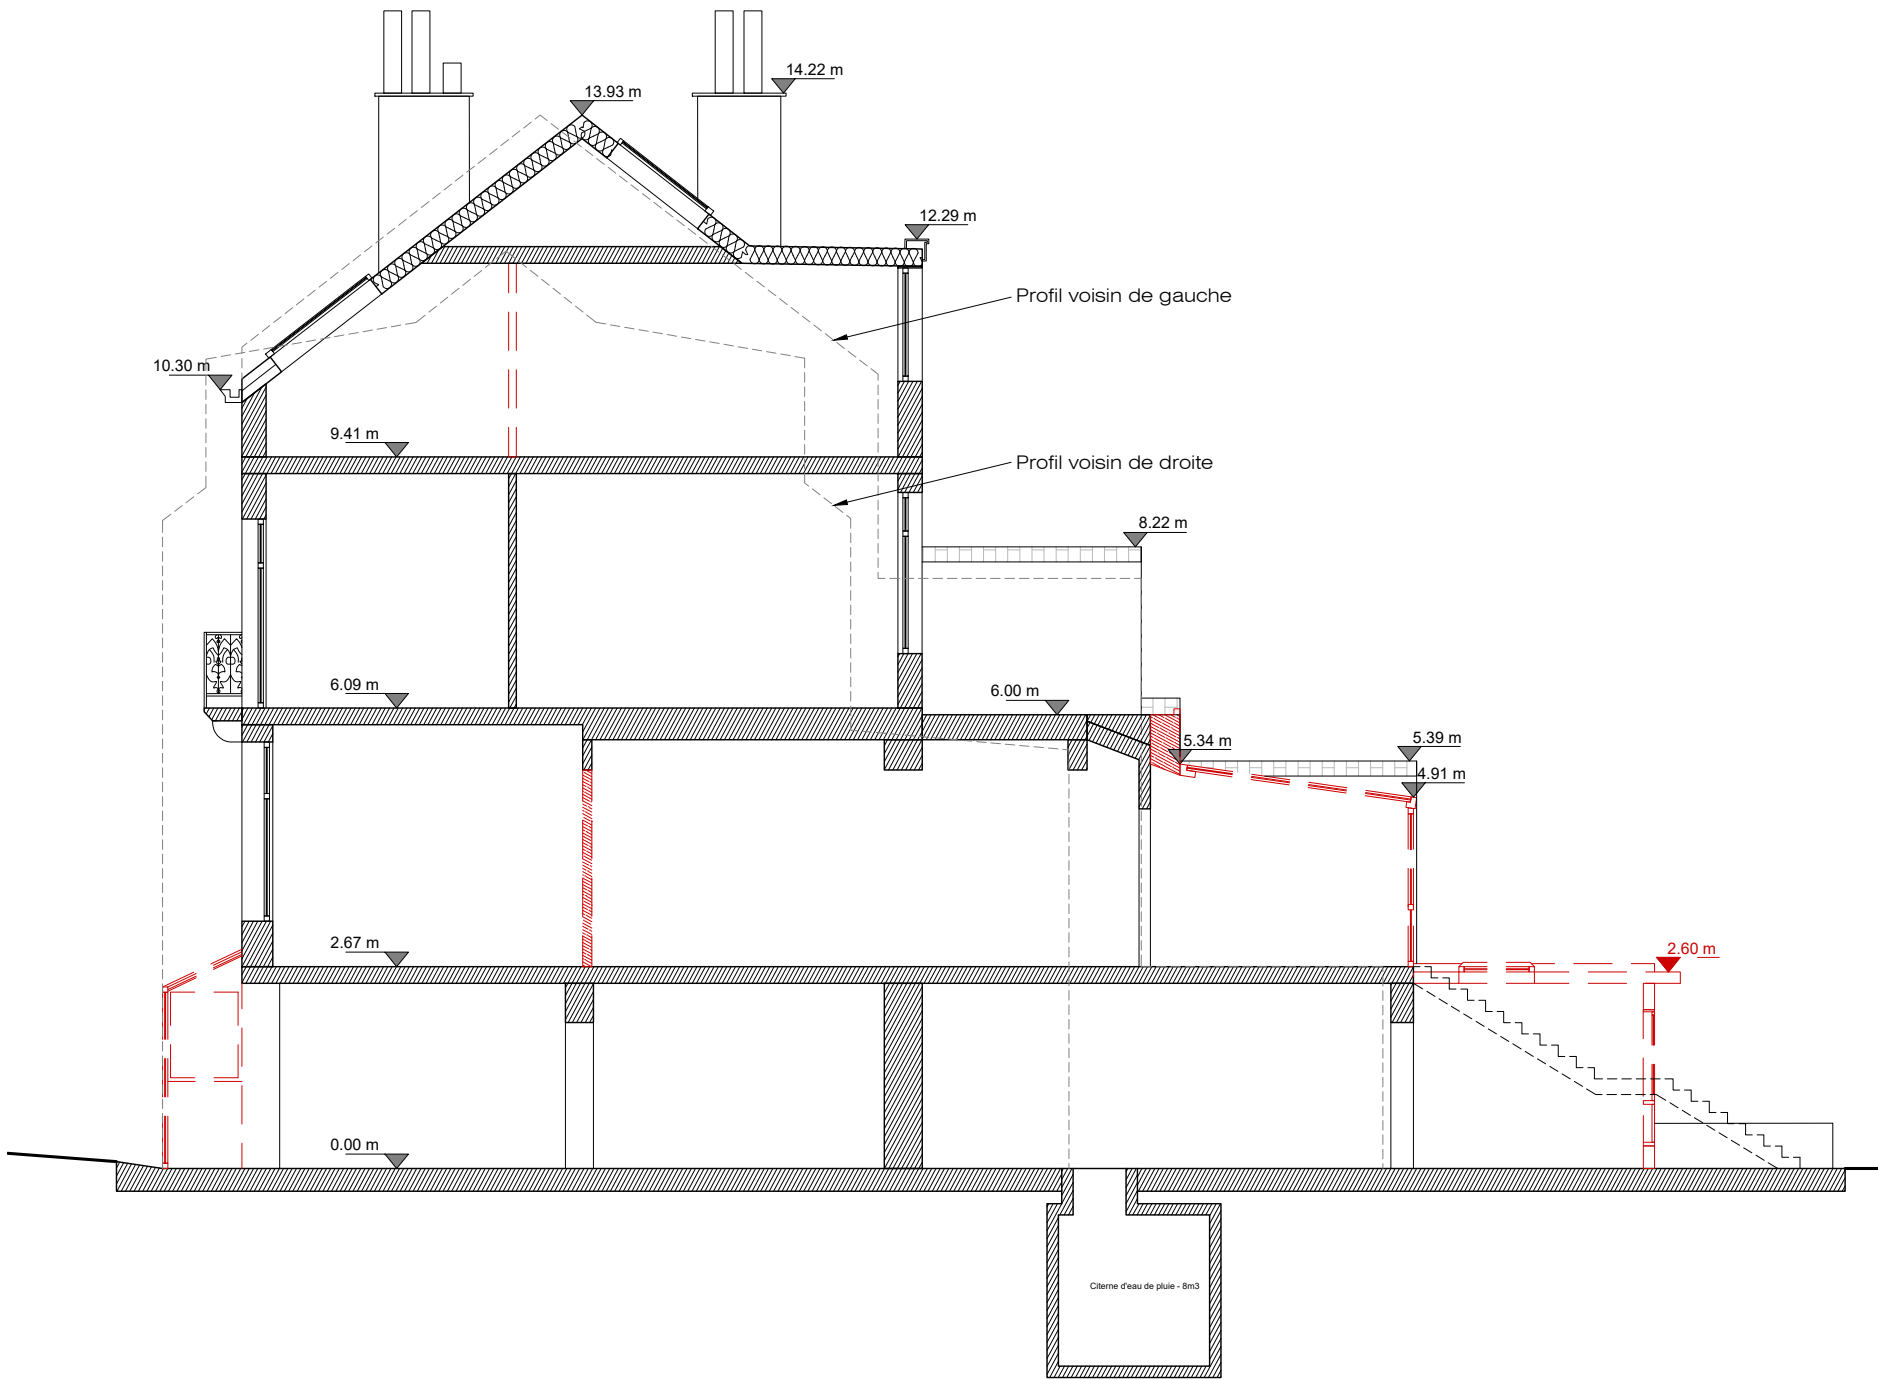 14.22 m
13.93 m
12.29 m
Profil voisin de gauche
10.30 m
9.41 m
Profil voisin de droite
8.22 m
6.09 m
6.00 m
5.34 m
5.39 m
4.91 m
2.67 m
2.60 m
0.00 m
Citerne d'eau de pluie - 8m3